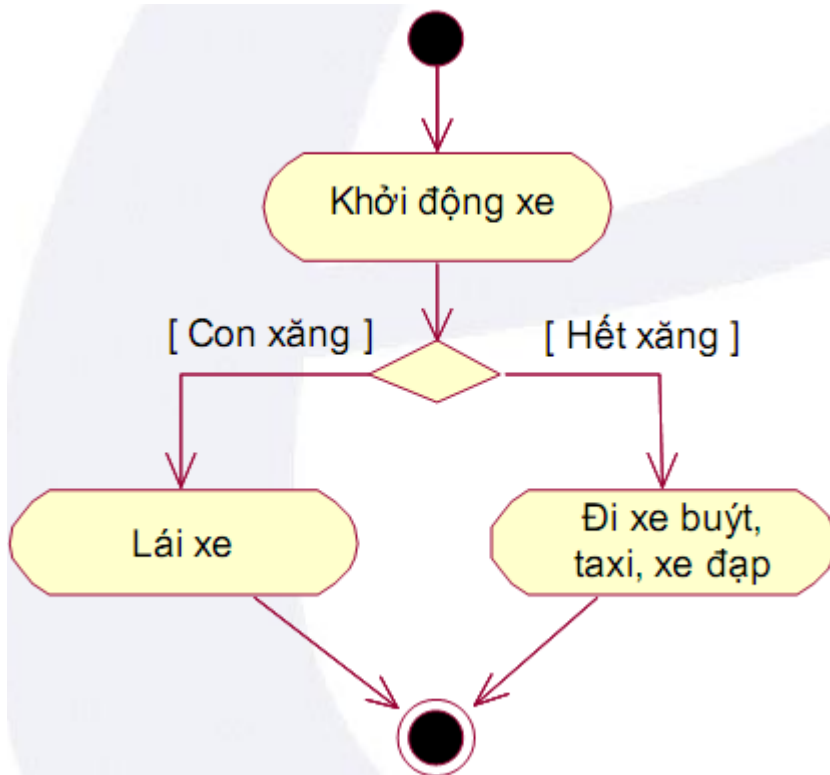 Khởi động xe
[ Con xăng ]
[ Hết xăng ]
Lái xe
Đi xe buýt,
taxi, xe đạp